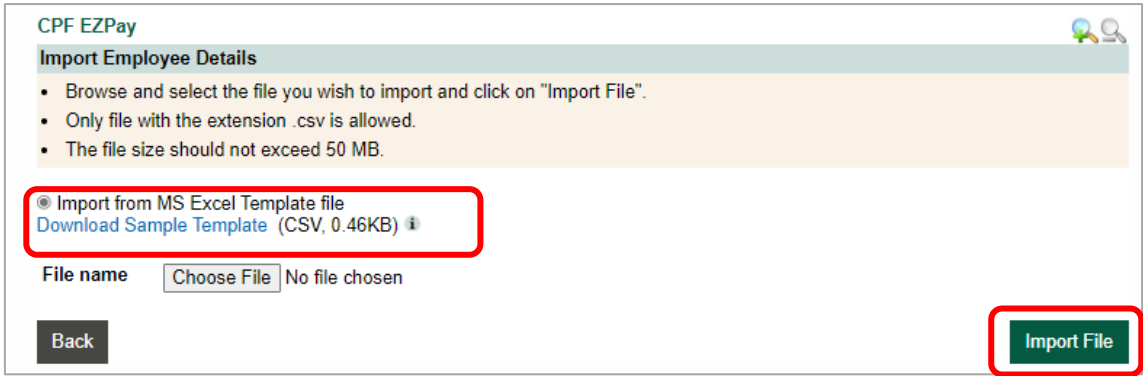 CPF EZPay
Import Employee Details
• Browse and select the file you wish to import and click on "Import File".
• Only file with the extension .csv is allowed.
• The file size should not exceed 50 MB.
Import from MS Excel Template file
Download Sample Template (CSV, 0.46KB) i
File name Choose File No file chosen
Back Import File